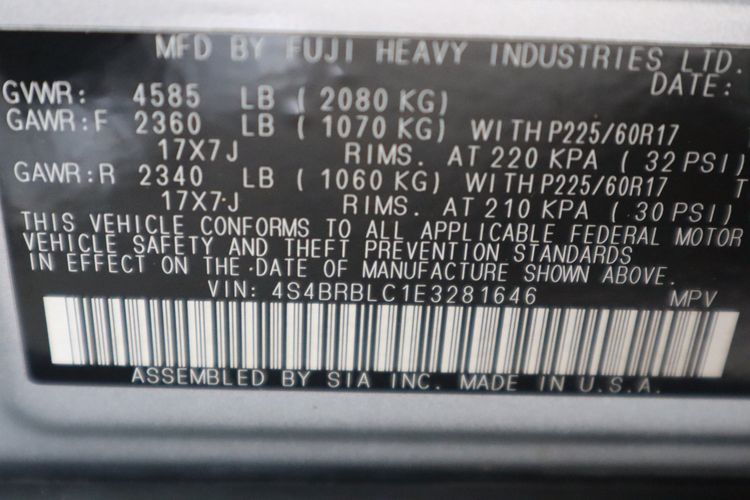 MFD BY FUJI HEAVY INDUSTRIES LTD.
DATE:
GVWR: 4585 LB ( 2080 KG)
GAWR:F 2360 LB ( 1070 KG) WITH P225/60R17
17X7J RIMS. AT 220 KPA ( 32 PSI)
GAWR:R 2340 LB ( 1060 KG) WITH P225/60R17 T
17X7J RIMS. AT 210 KPA ( 30 PSI)
THIS VEHICLE CONFORMS TO ALL APPLICABLE FEDERAL MOTOR
VEHICLE SAFETY AND THEFT PREVENTION STANDARDS
IN EFFECT ON THE DATE OF MANUFACTURE SHOWN ABOVE.
VIN: 4S4BRBLC1E3281646 MPV
ASSEMBLED BY SIA INC. MADE IN U.S.A.